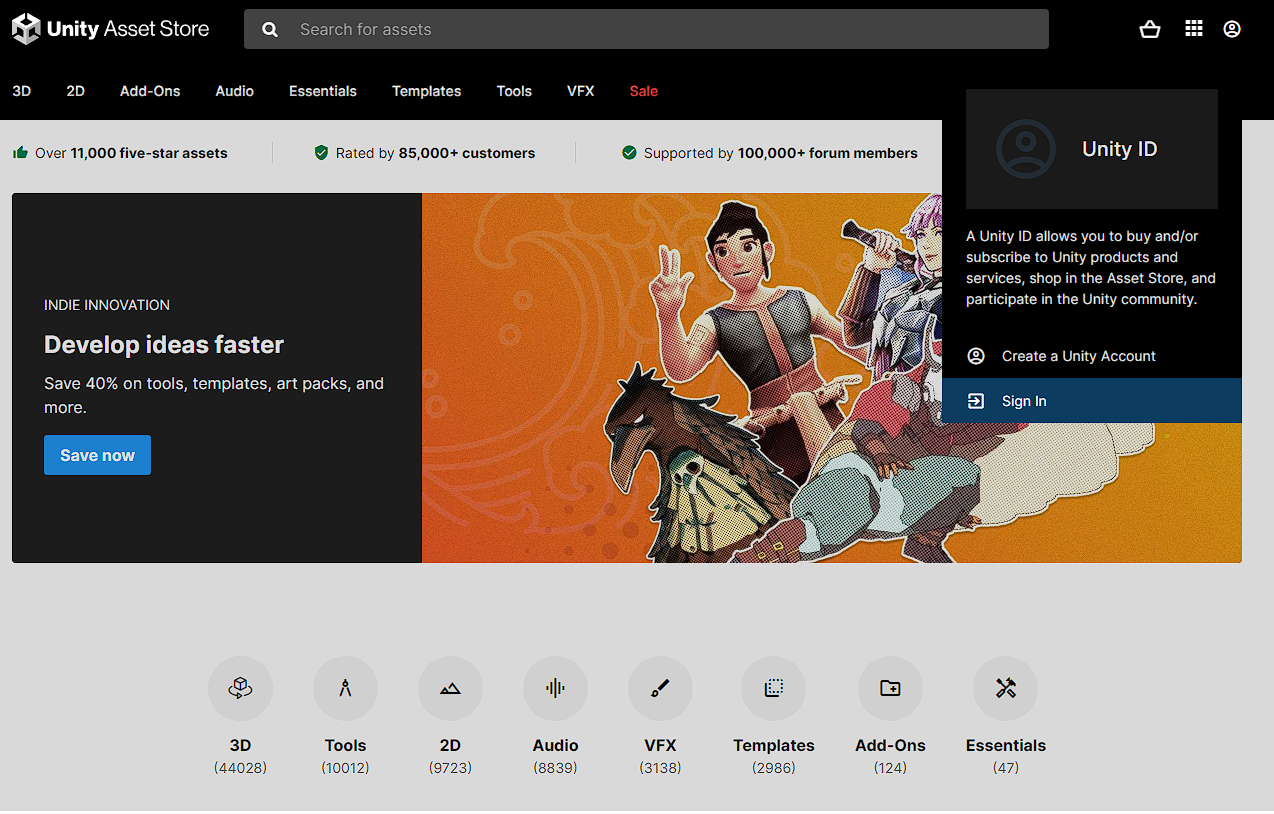 Unity Asset Store
Search for assets
3D 2D Add-Ons Audio Essentials Templates Tools VFX Sale
Over 11,000 five-star assets
Rated by 85,000+ customers
Supported by 100,000+ forum members
Unity ID
A Unity ID allows you to buy and/or
subscribe to Unity products and
services, shop in the Asset Store, and
participate in the Unity community.
Create a Unity Account
Sign In
INDIE INNOVATION
Develop ideas faster
Save 40% on tools, templates, art packs, and
more.
Save now
3D
(44028)
Tools
(10012)
2D
(9723)
Audio
(8839)
VFX
(3138)
Templates
(2986)
Add-Ons
(124)
Essentials
(47)